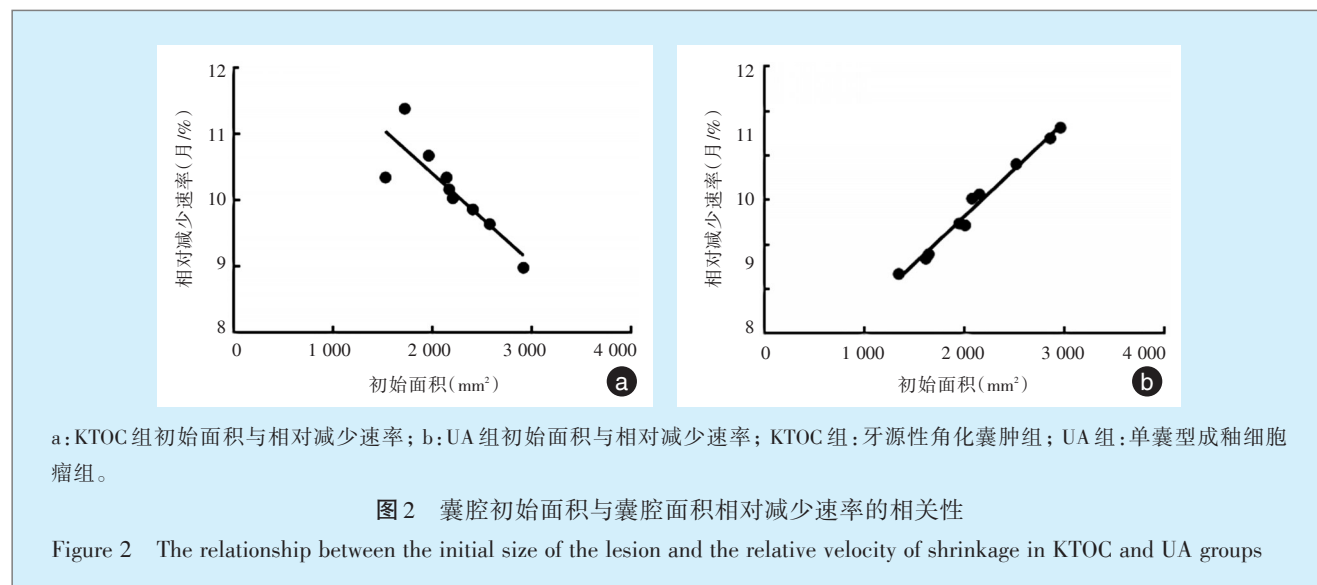 12
11
10
9
8
相对减少速率(月/%)
0 1 000 2 000 3 000 4 000
初始面积(mm²)
a
12
11
10
9
8
相对减少速率(月/%)
0 1 000 2 000 3 000 4 000
初始面积(mm²)
b
a:KTOC组初始面积与相对减少速率;b:UA组初始面积与相对减少速率;KTOC组:牙源性角化囊肿组;UA组:单囊型成釉细胞
瘤组。
图2 囊腔初始面积与囊腔面积相对减少速率的相关性
Figure 2 The relationship between the initial size of the lesion and the relative velocity of shrinkage in KTOC and UA groups